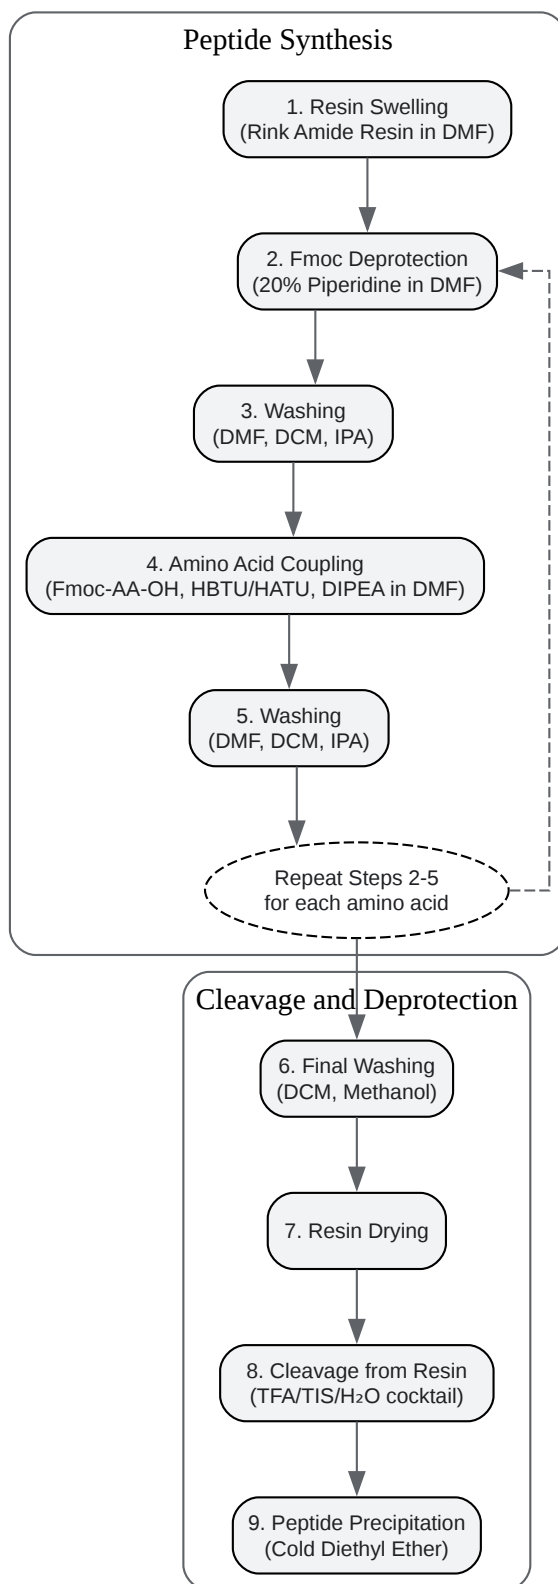 Peptide Synthesis
1. Resin Swelling
(Rink Amide Resin in DMF)
2. Fmoc Deprotection
(20% Piperidine in DMF)
3. Washing
(DMF, DCM, IPA)
4. Amino Acid Coupling
(Fmoc-AA-OH, HBTU/HATU, DIPEA in DMF)
5. Washing
(DMF, DCM, IPA)
Repeat Steps 2-5
for each amino acid
Cleavage and Deprotection
6. Final Washing
(DCM, Methanol)
7. Resin Drying
8. Cleavage from Resin
(TFA/TIS/H₂O cocktail)
9. Peptide Precipitation
(Cold Diethyl Ether)